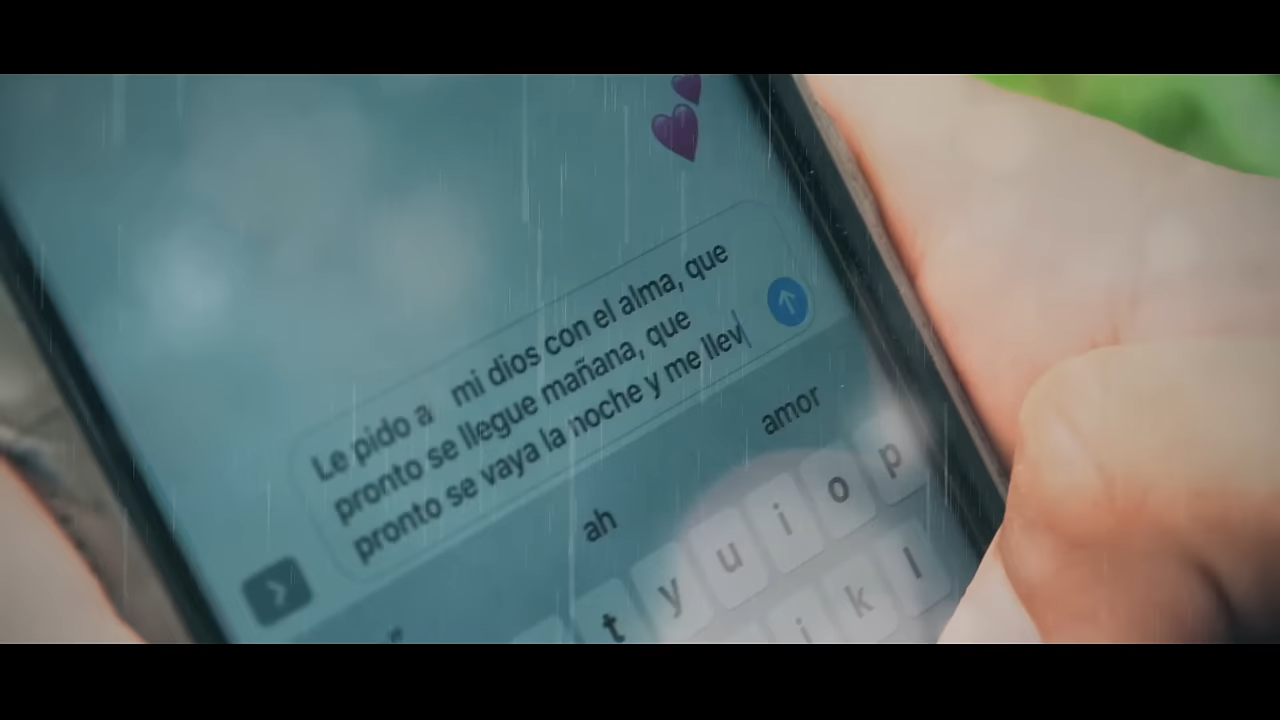 Le pido a mi dios con el alma, que
pronto se llegue mañana, que
pronto se vaya la noche y me llev
ah
amor
t y u i o p
j k l